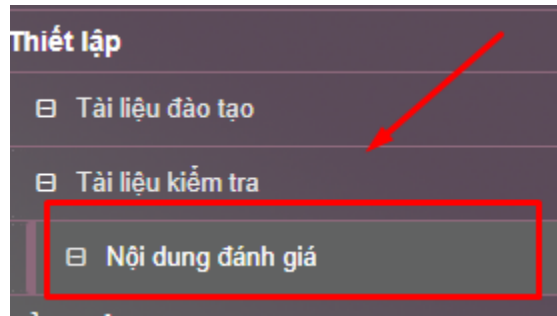 Thiết lập
Tài liệu đào tạo
Tài liệu kiểm tra
Nội dung đánh giá